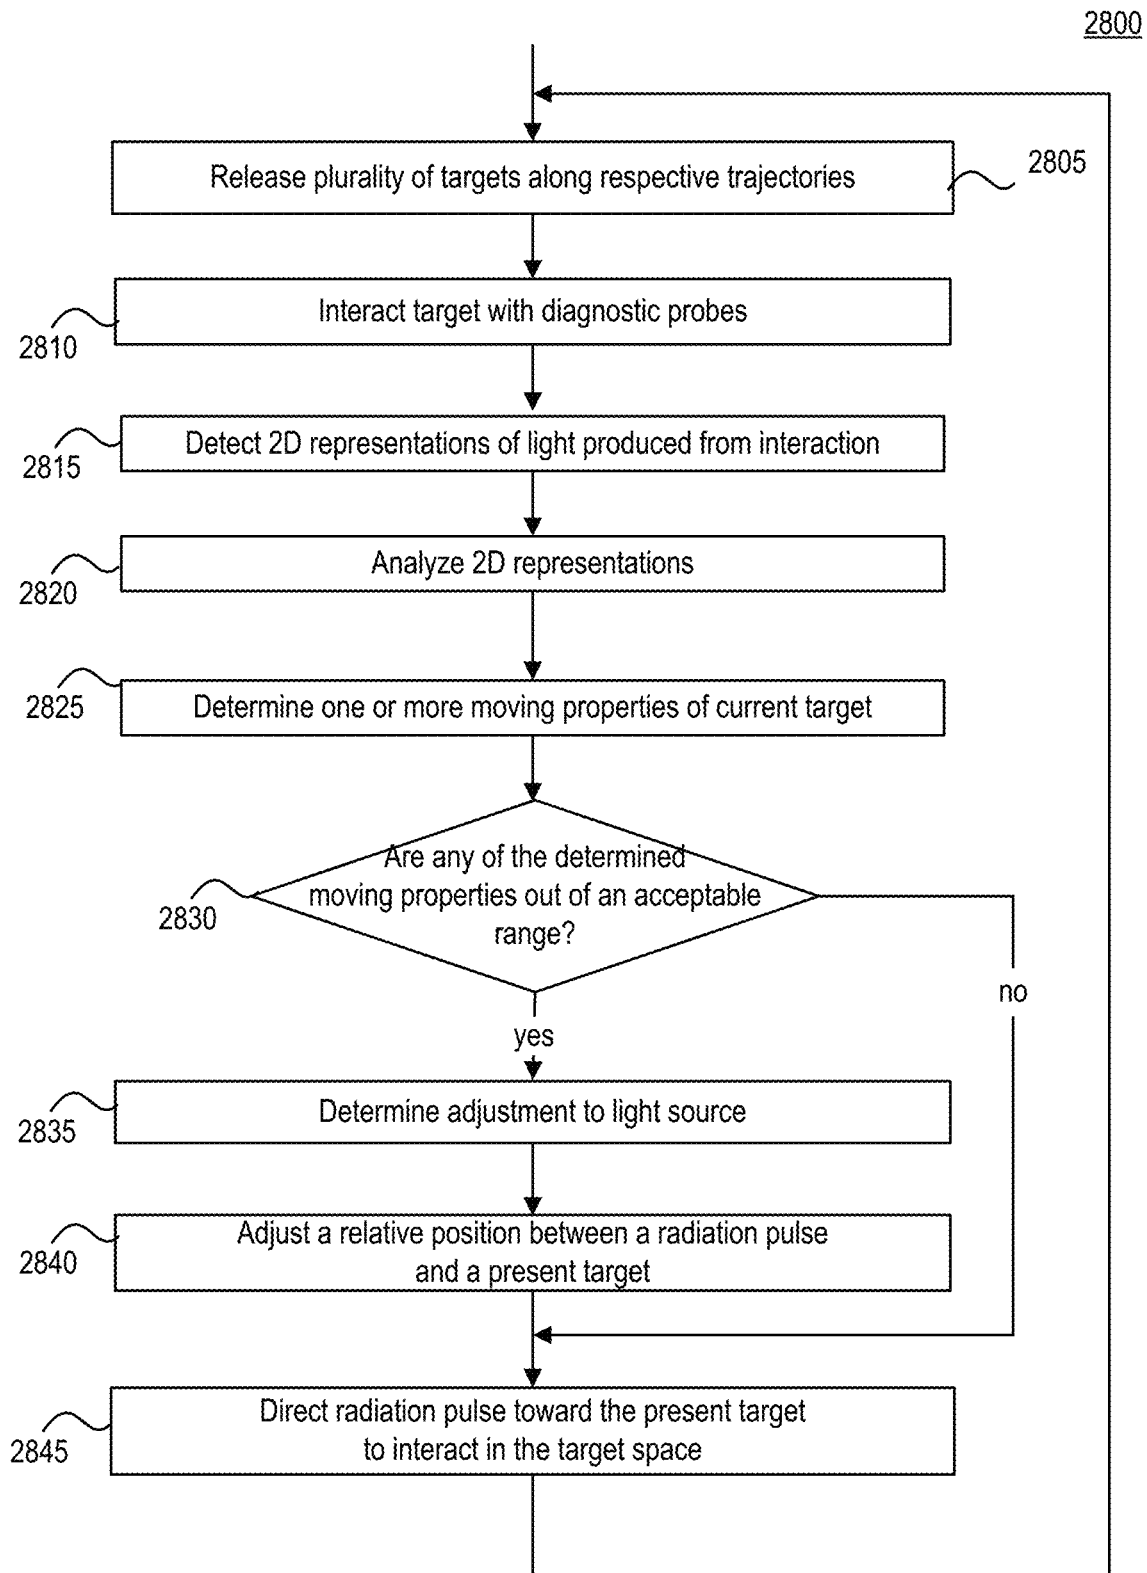 2800
Release plurality of targets along respective trajectories
2805
Interact target with diagnostic probes
2810
Detect 2D representations of light produced from interaction
2815
Analyze 2D representations
2820
Determine one or more moving properties of current target
2825
Are any of the determined
moving properties out of an acceptable
range?
2830
no
yes
Determine adjustment to light source
2835
Adjust a relative position between a radiation pulse
and a present target
2840
Direct radiation pulse toward the present target
to interact in the target space
2845